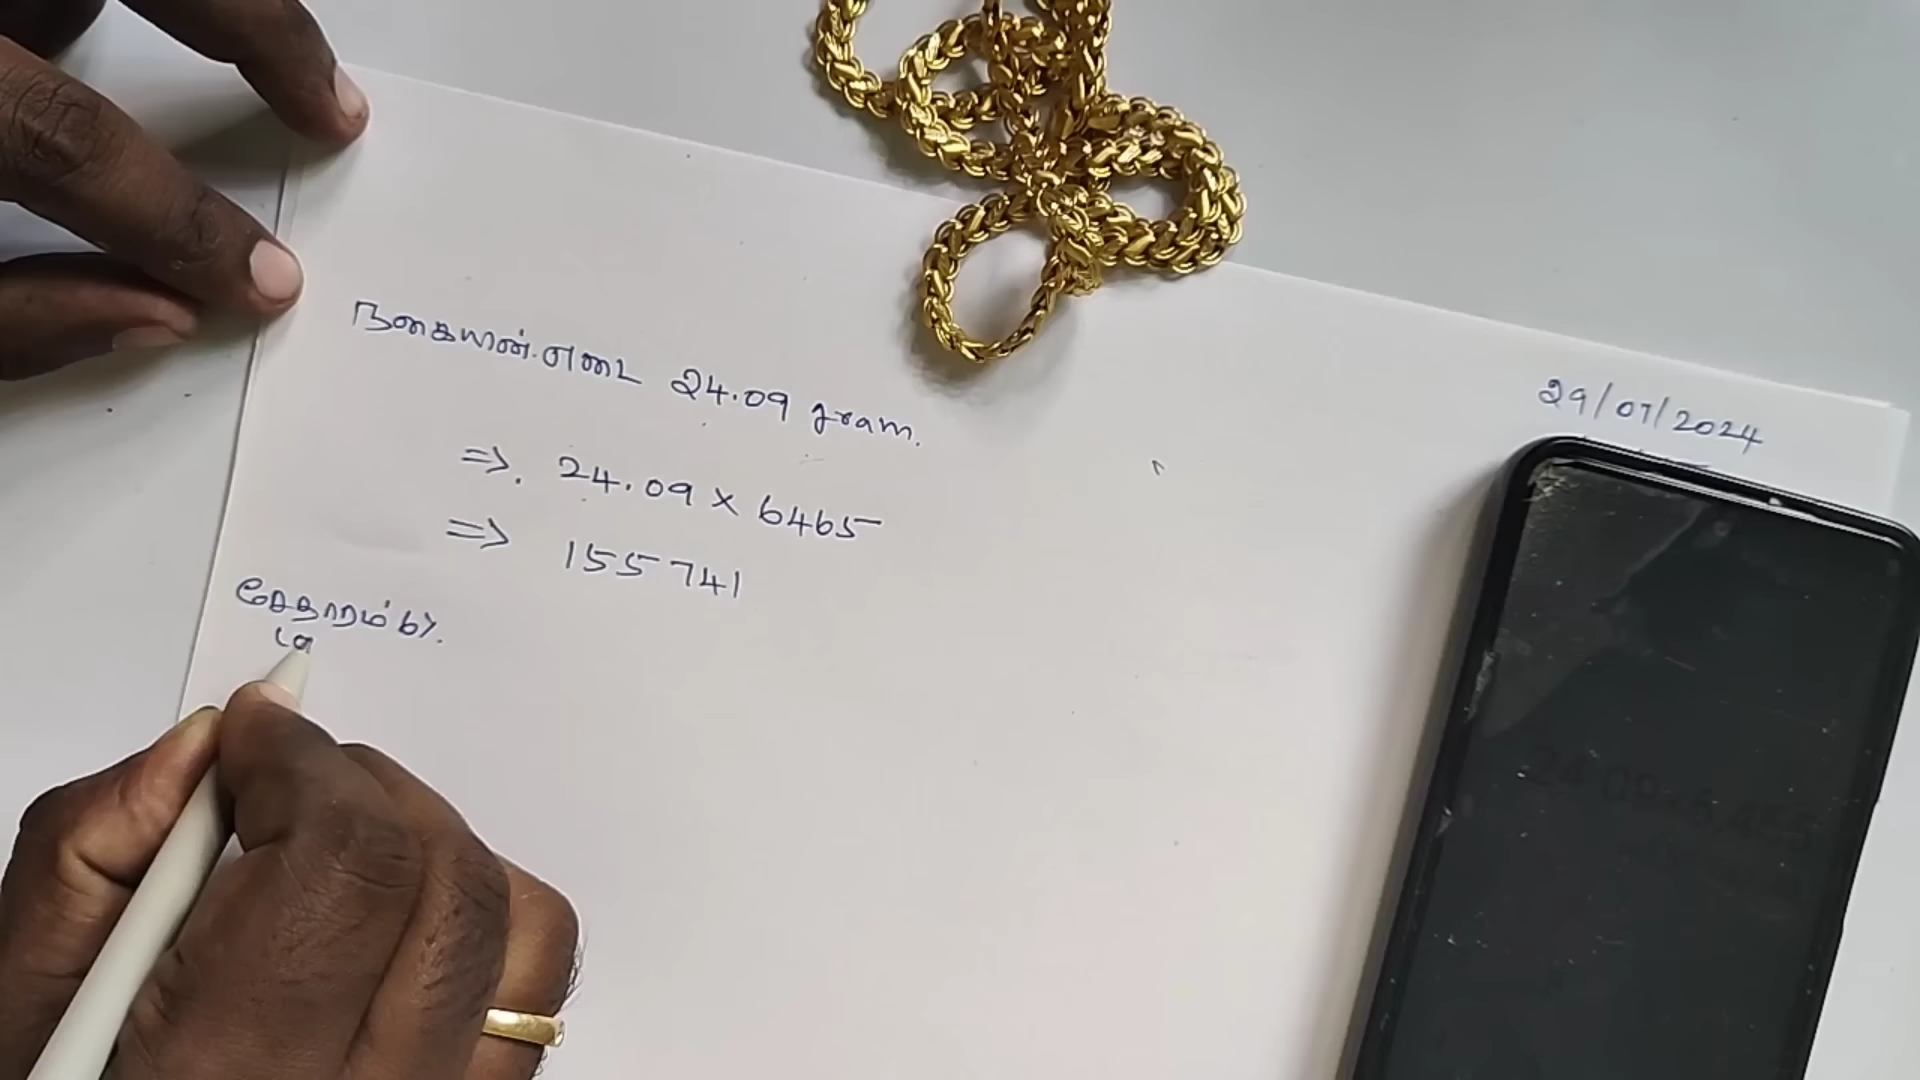 29/07/2024
நகையின் எடை 24.09 gram.
=>. 24.09 x 6465
=> 155741
சேதாரம் 6%.